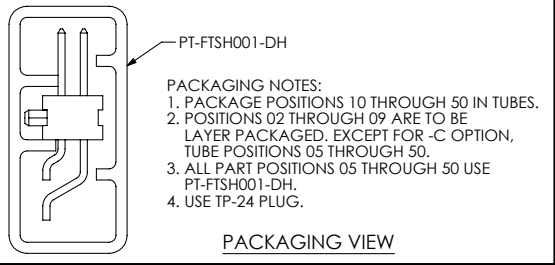 PT-FTSH001-DH
PACKAGING NOTES:
1. PACKAGE POSITIONS 10 THROUGH 50 IN TUBES.
2. POSITIONS 02 THROUGH 09 ARE TO BE
LAYER PACKAGED. EXCEPT FOR -C OPTION,
TUBE POSITIONS 05 THROUGH 50.
3. ALL PART POSITIONS 05 THROUGH 50 USE
PT-FTSH001-DH.
4. USE TP-24 PLUG.
PACKAGING VIEW